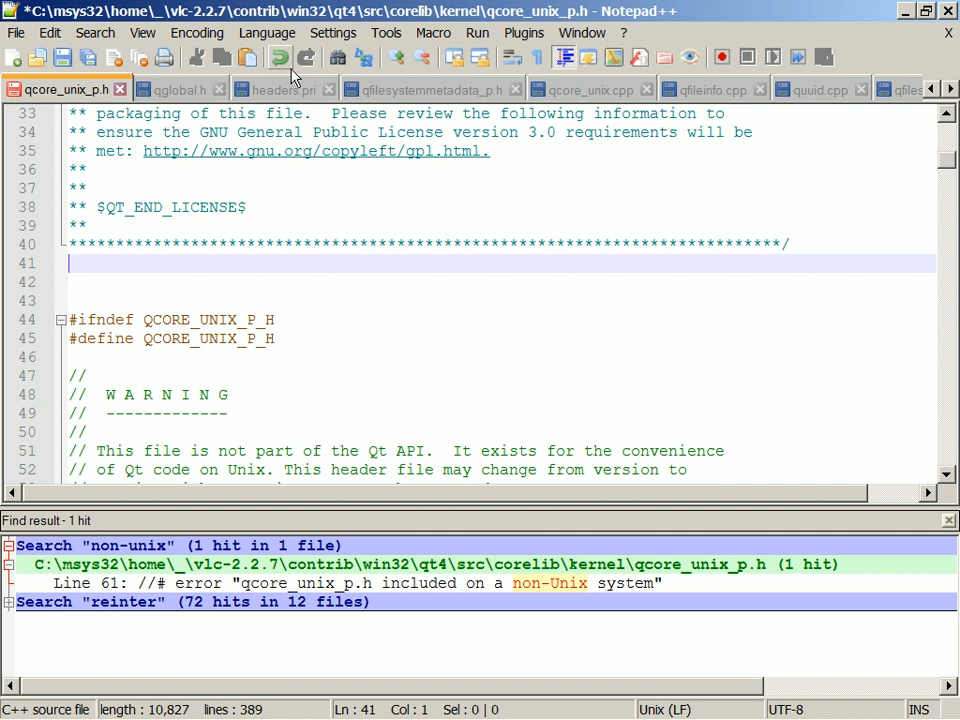 *C:\msys32\home\_\vlc-2.2.7\contrib\win32\qt4\src\corelib\kernel\qcore_unix_p.h - Notepad++
File Edit Search View Encoding Language Settings Tools Macro Run Plugins Window ? X
qcore_unix_p.h qglobal.h headers.pri qfilesystemmetadata_p.h qcore_unix.cpp qfileinfo.cpp quuid.cpp qfiles
33 ** packaging of this file.  Please review the following information to
34 ** ensure the GNU General Public License version 3.0 requirements will be
35 ** met: http://www.gnu.org/copyleft/gpl.html.
36 **
37 **
38 ** $QT_END_LICENSE$
39 **
40 ****************************************************************************/
41
42
43
44 #ifndef QCORE_UNIX_P_H
45 #define QCORE_UNIX_P_H
46
47 //
48 //  W A R N I N G
49 //  -------------
50 //
51 // This file is not part of the Qt API.  It exists for the convenience
52 // of Qt code on Unix. This header file may change from version to
Find result - 1 hit
Search "non-unix" (1 hit in 1 file)
C:\msys32\home\_\vlc-2.2.7\contrib\win32\qt4\src\corelib\kernel\qcore_unix_p.h (1 hit)
Line 61: //# error "qcore_unix_p.h included on a non-Unix system"
Search "reinter" (72 hits in 12 files)
C++ source file length : 10,827 lines : 389 Ln : 41 Col : 1 Sel : 0 | 0 Unix (LF) UTF-8 INS